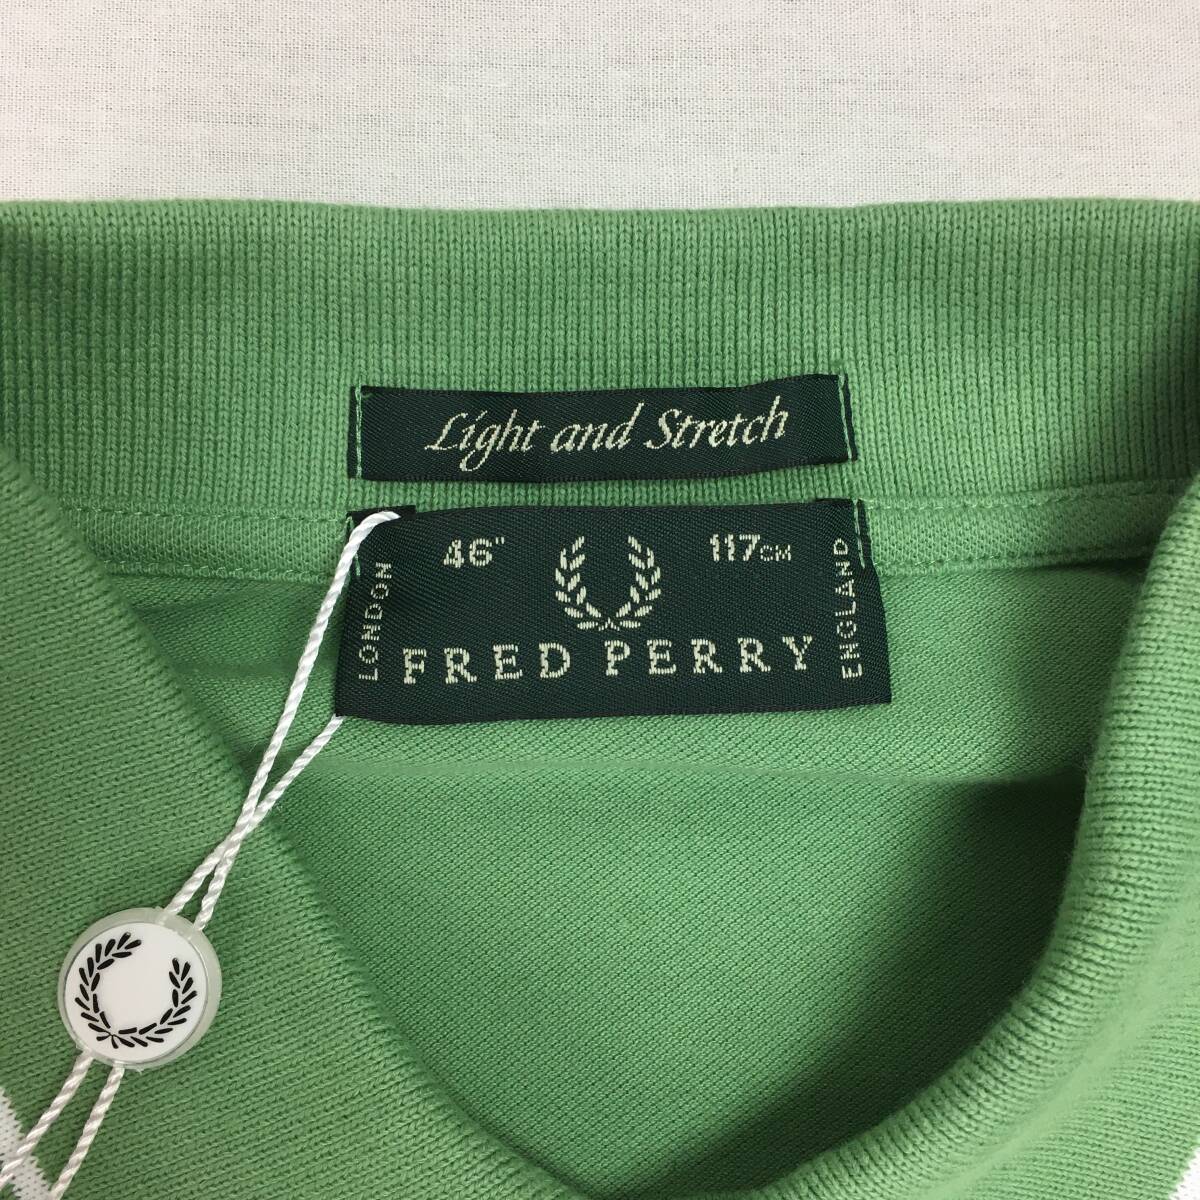 Light and Stretch
46" 117CM
LONDON
FRED PERRY
ENGLAND